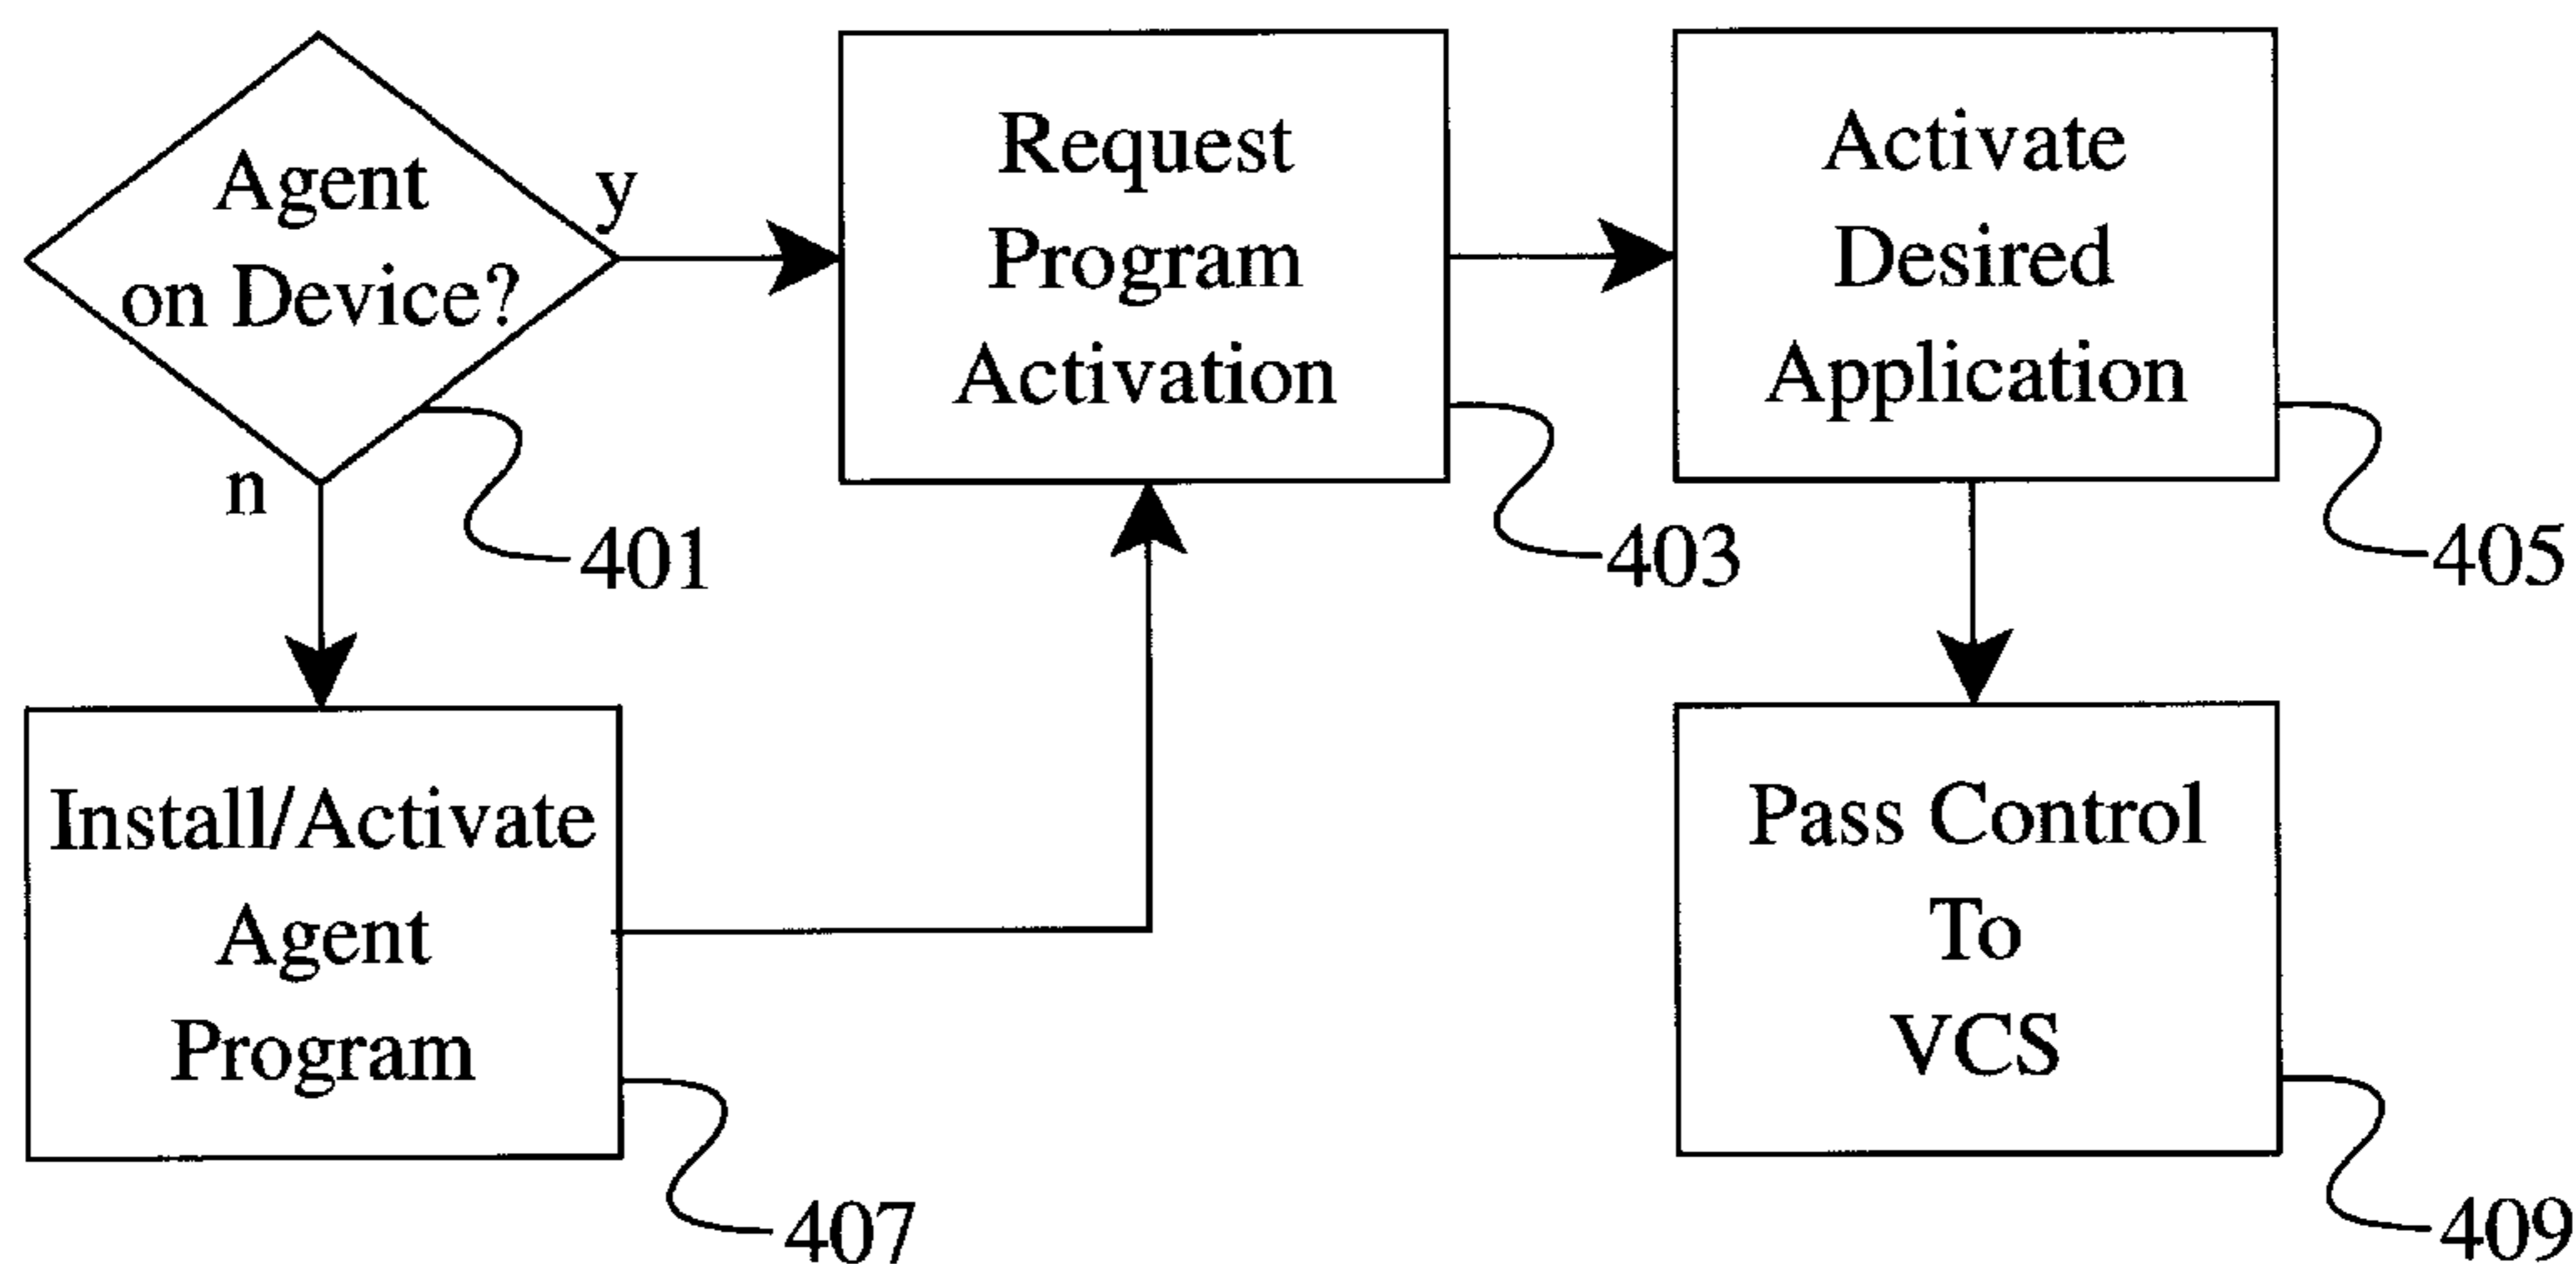 Agent
on Device?
y
n
401
Request
Program
Activation
403
Activate
Desired
Application
405
Install/Activate
Agent
Program
407
Pass Control
To
VCS
409